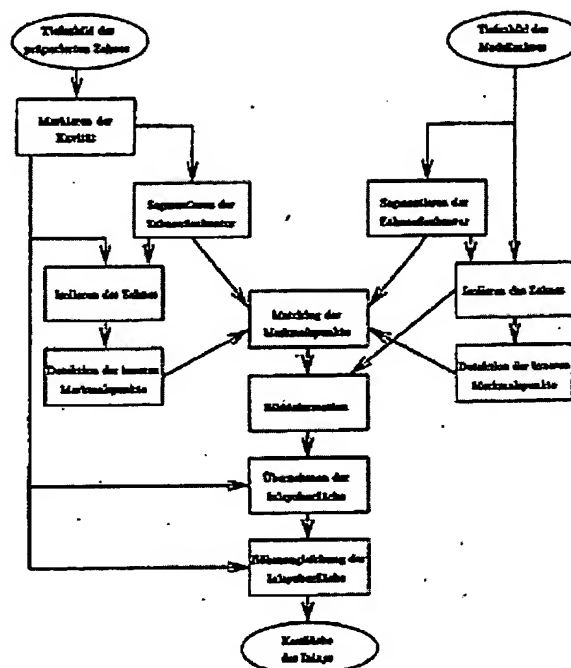 Tiefenbild des
präparierten Zahnes
Tiefenbild des
Modellzahnes
Markieren der
Kavität
Segmentieren der
Zahnaußenkontur
Segmentieren der
Zahnaußenkontur
Isolieren des Zahnes
Isolieren des Zahnes
Matching der
Merkmalspunkte
Detektion der inneren
Merkmalspunkte
Detektion der inneren
Merkmalspunkte
Bilddeformation
Übernehmen der
Inlayoberfläche
Höhenangleichung der
Inlayoberfläche
Kaufläche
des Inlays